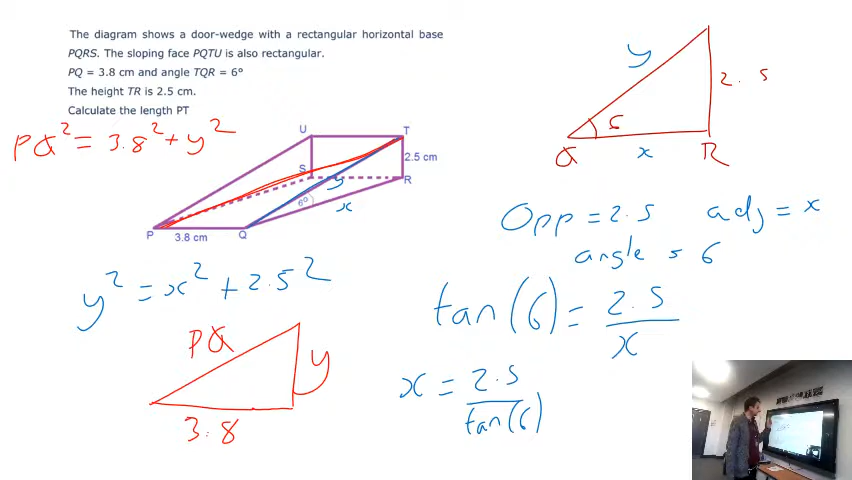 The diagram shows a door-wedge with a rectangular horizontal base
PQRS. The sloping face PQTU is also rectangular.
PQ = 3.8 cm and angle TQR = 6°
The height TR is 2.5 cm.
Calculate the length PT
PQ² = 3.8² + y²
U
T
S
R
P
Q
2.5 cm
3.8 cm
6°
y
x
y
2.5
6
Q
x
R
Opp = 2.5 adj = x
angle = 6
y² = x² + 2.5²
tan(6) = 2.5/x
PQ
y
3.8
x = 2.5/tan(6)